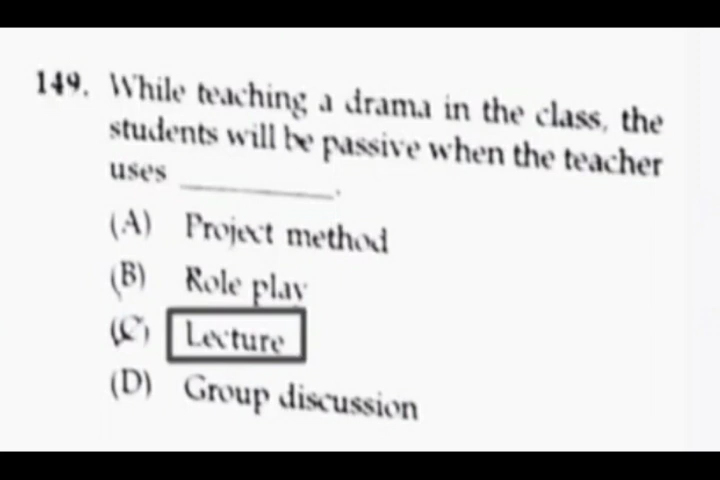 149. While teaching a drama in the class, the
students will be passive when the teacher
uses __________.
(A) Project method
(B) Role play
(C) Lecture
(D) Group discussion